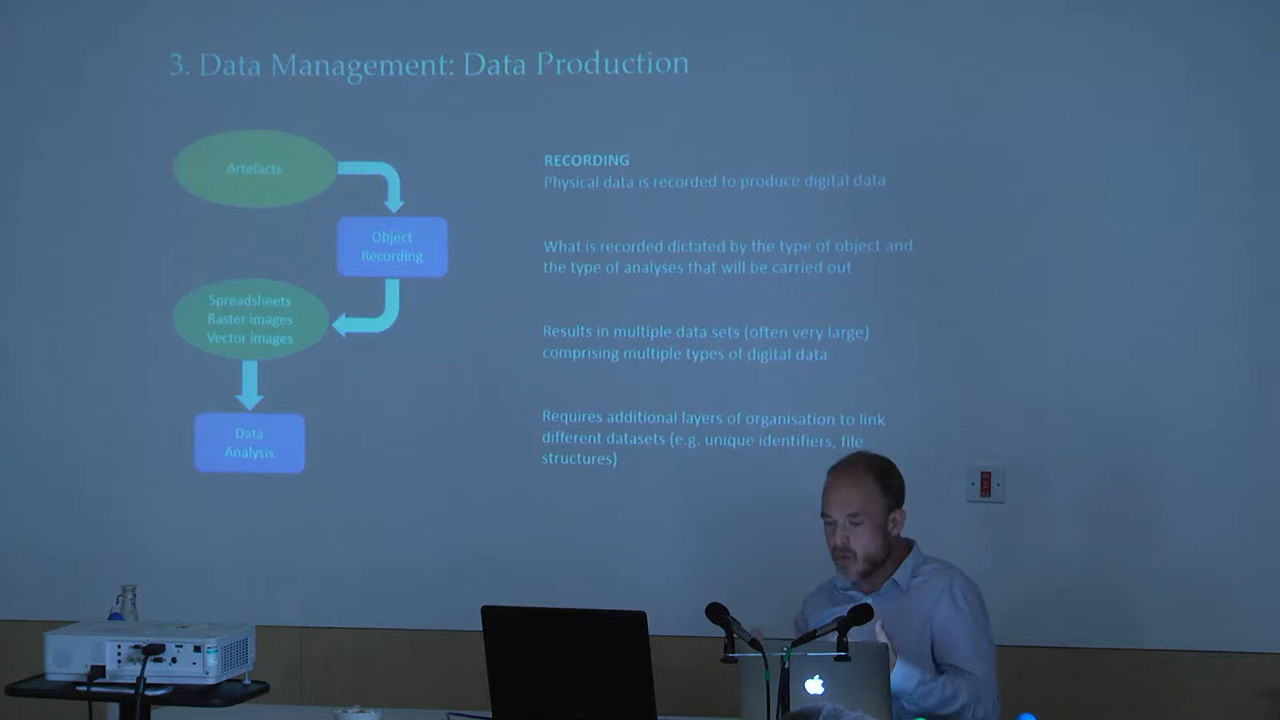 3. Data Management: Data Production
Artefacts
Object
Recording
Spreadsheets
Raster images
Vector images
Data
Analysis
RECORDING
Physical data is recorded to produce digital data
What is recorded dictated by the type of object and
the type of analyses that will be carried out
Results in multiple data sets (often very large)
comprising multiple types of digital data
Requires additional layers of organisation to link
different datasets (e.g. unique identifiers, file
structures)